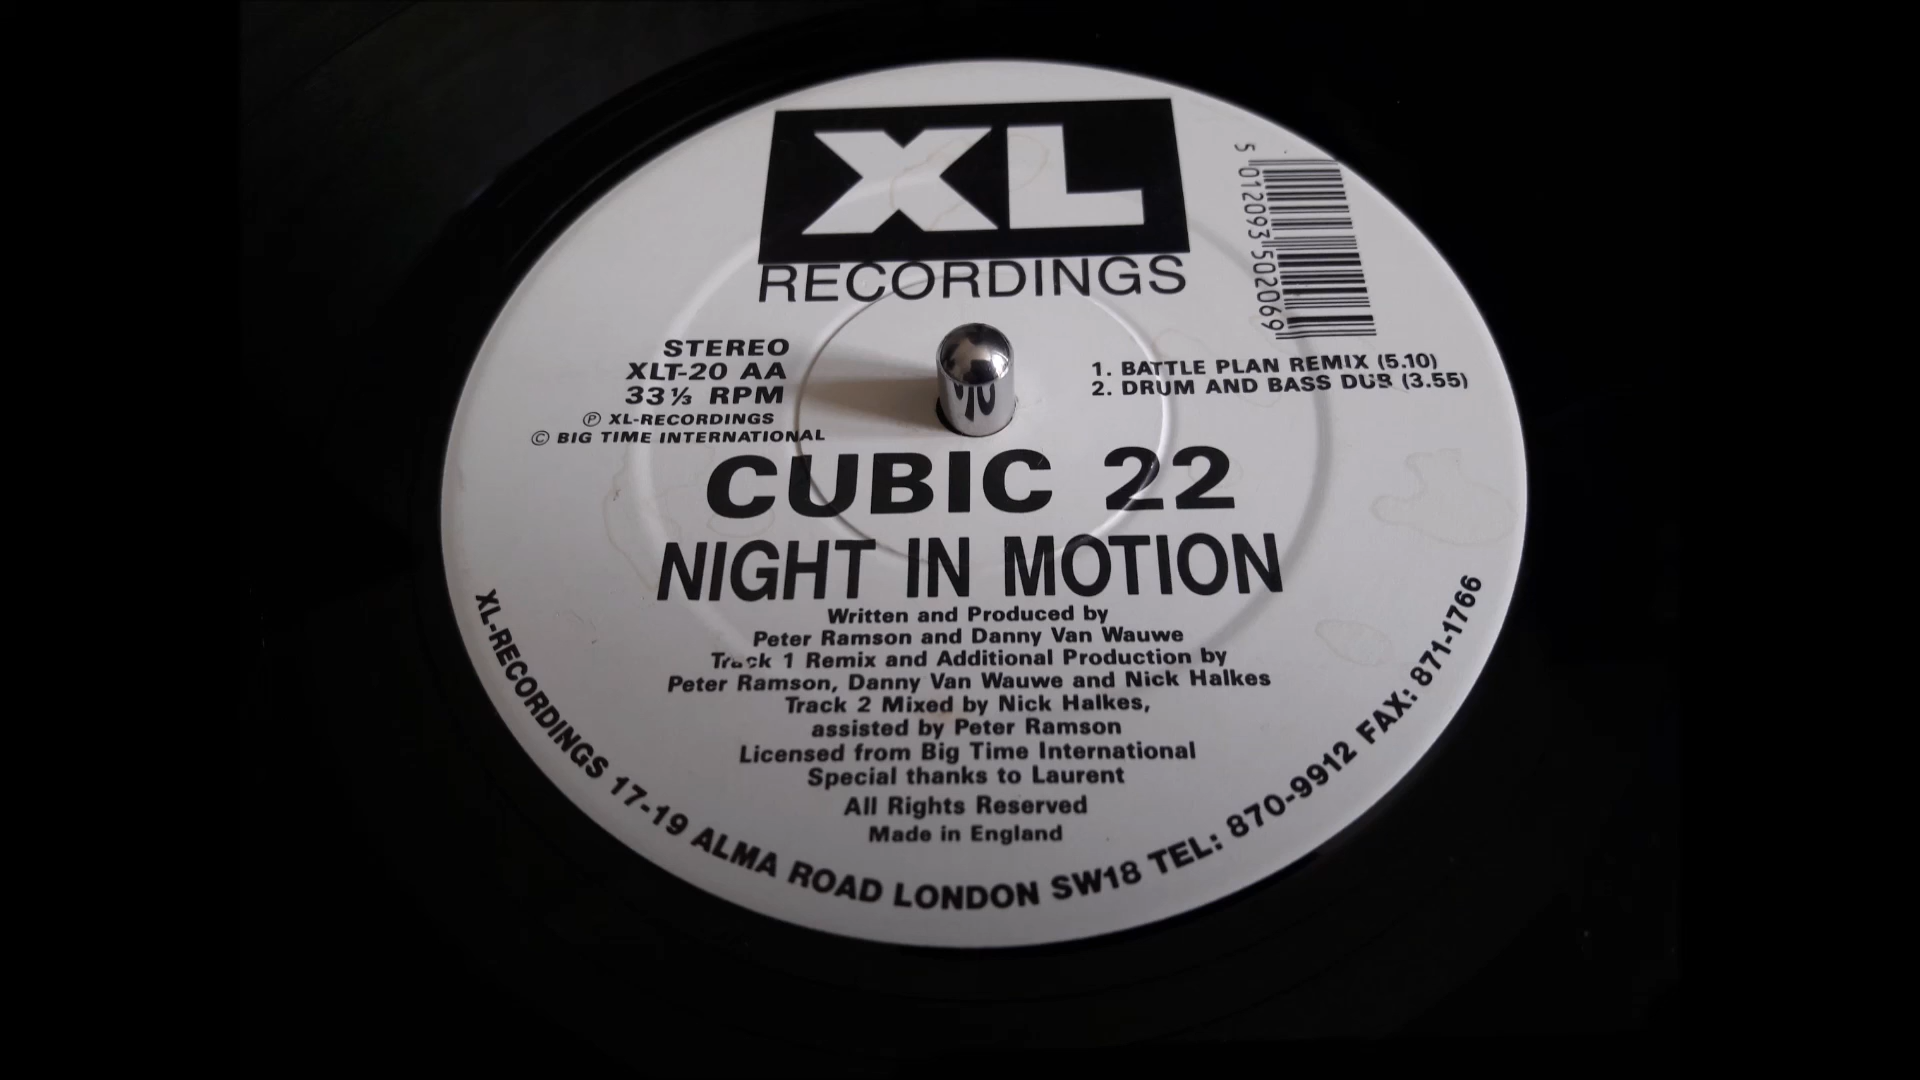 XL
RECORDINGS
5 012093 502069
STEREO
XLT-20 AA
33⅓ RPM
Ⓟ XL-RECORDINGS
© BIG TIME INTERNATIONAL
1. BATTLE PLAN REMIX (5.10)
2. DRUM AND BASS DUB (3.55)
CUBIC 22
NIGHT IN MOTION
Written and Produced by
Peter Ramson and Danny Van Wauwe
Track 1 Remix and Additional Production by
Peter Ramson, Danny Van Wauwe and Nick Halkes
Track 2 Mixed by Nick Halkes,
assisted by Peter Ramson
Licensed from Big Time International
Special thanks to Laurent
All Rights Reserved
Made in England
XL-RECORDINGS 17-19 ALMA ROAD LONDON SW18 TEL: 870-9912 FAX: 871-1766